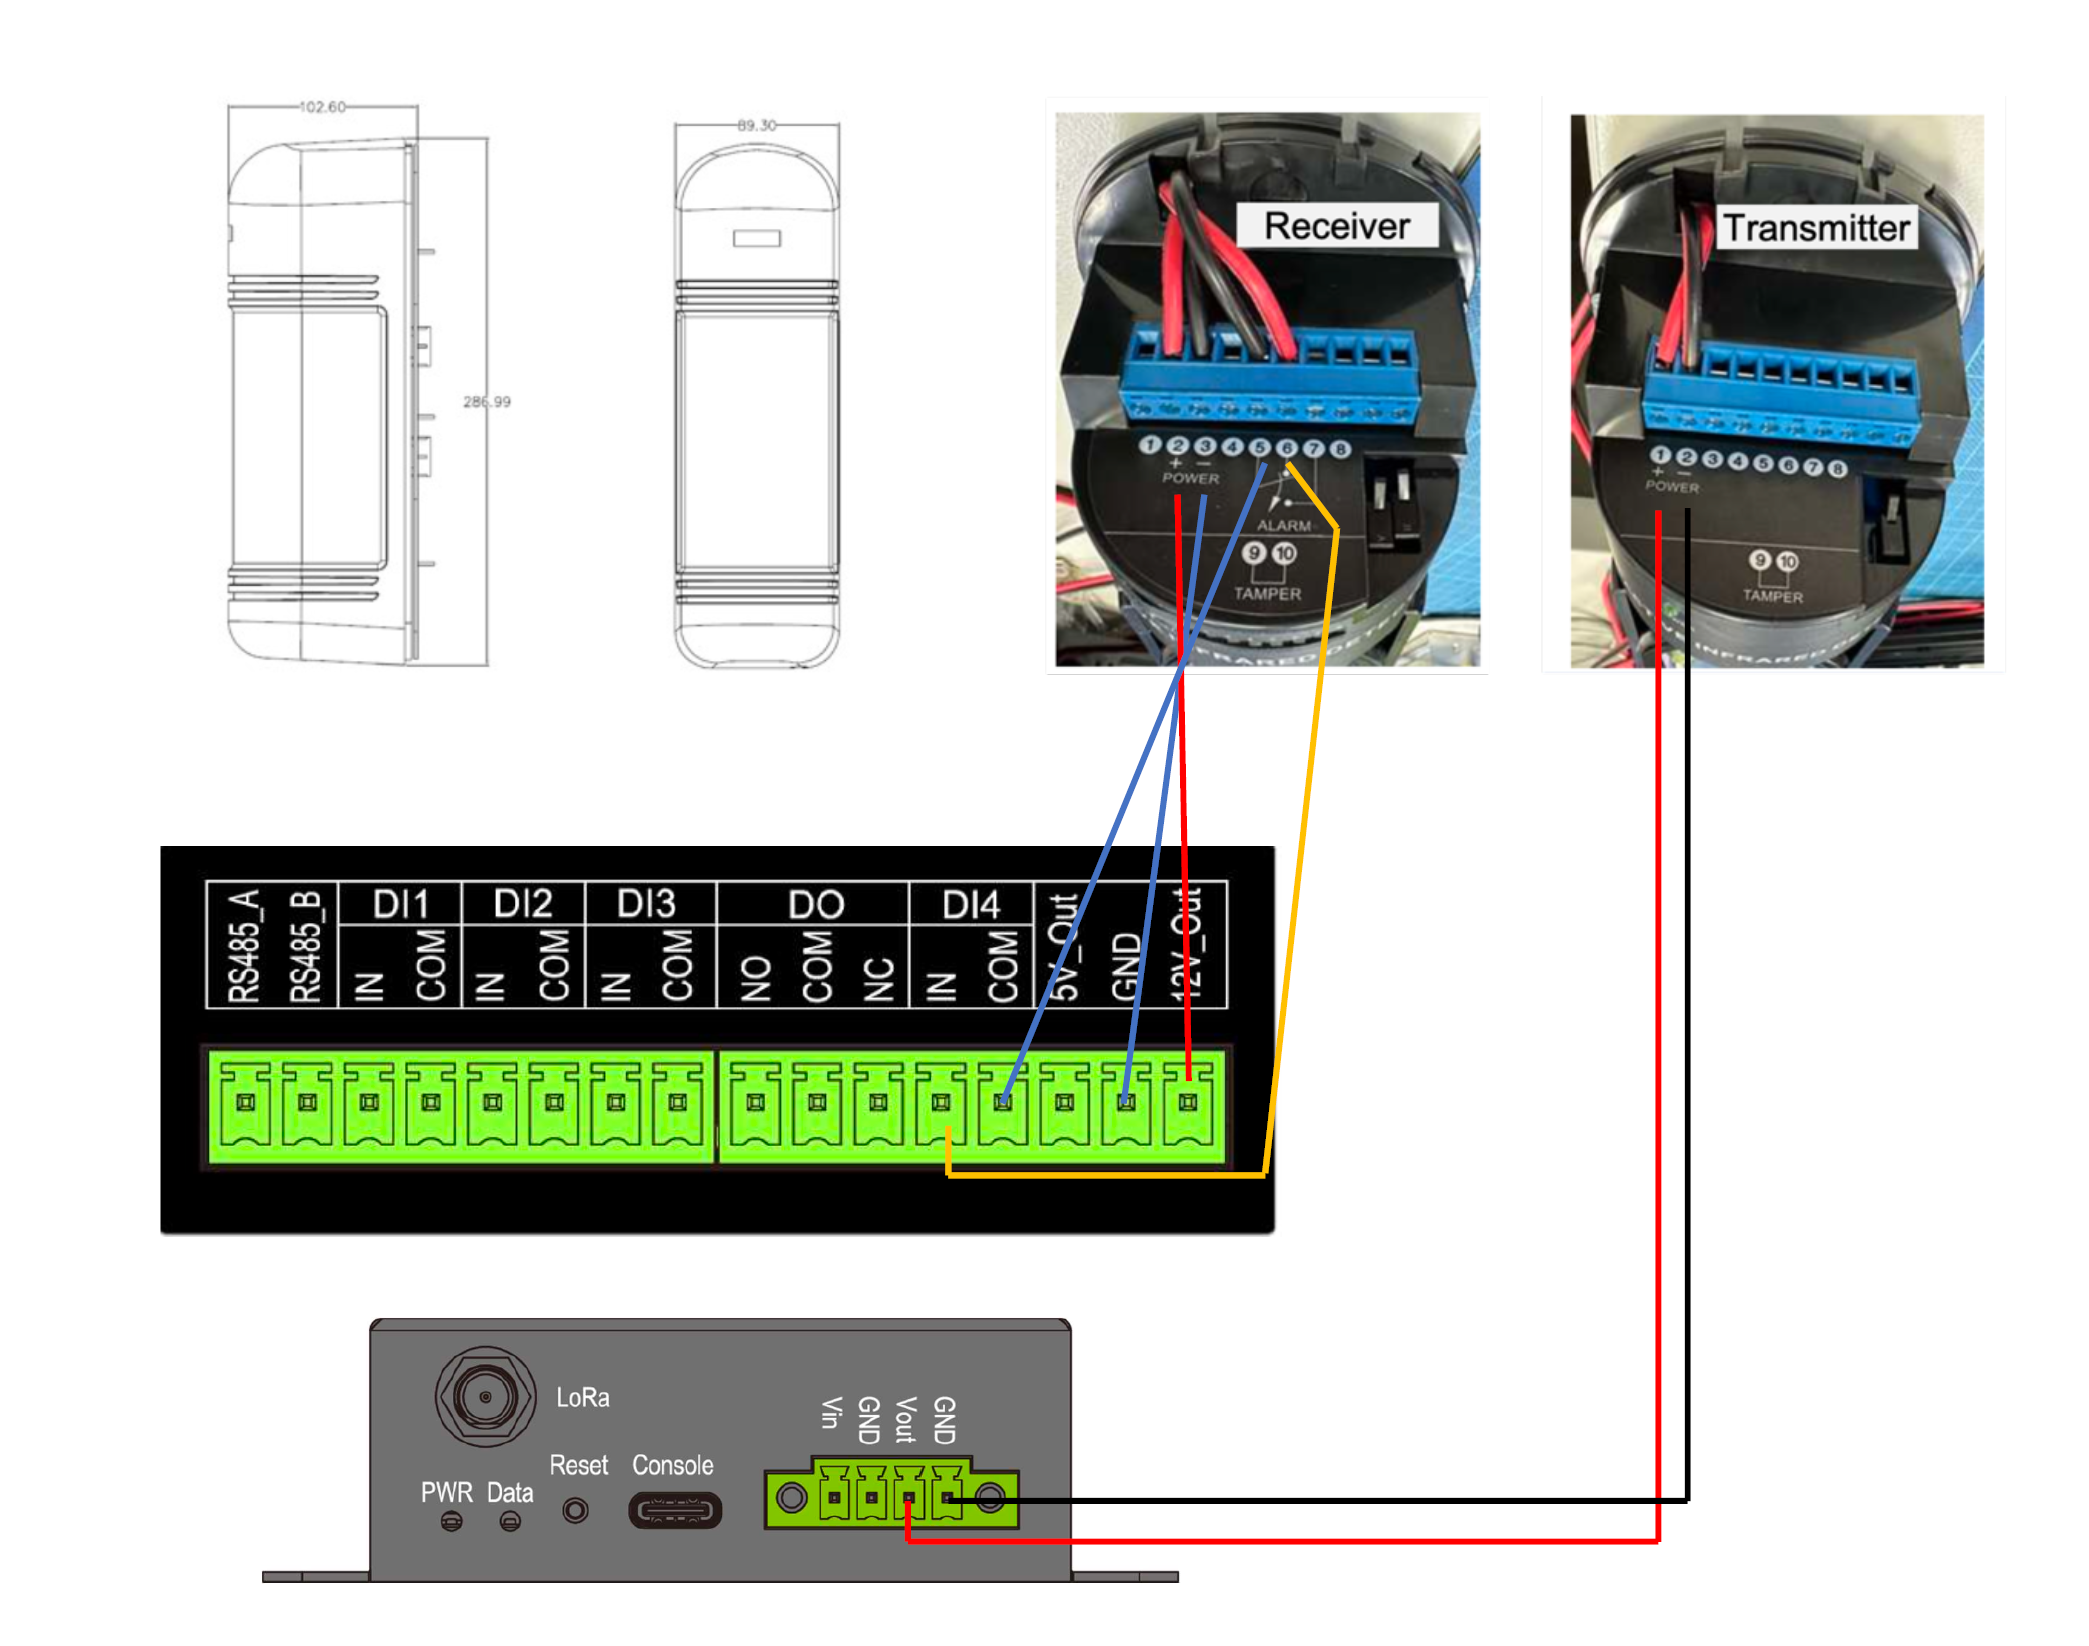 102.60
89.30
286.99
Receiver
1 2 3 4 5 6 7 8
+ −
POWER
ALARM
9 10
TAMPER
Transmitter
1 2 3 4 5 6 7 8
+ −
POWER
9 10
TAMPER
INFRARED
RS485_A
RS485_B
DI1
IN
COM
DI2
IN
COM
DI3
IN
COM
DO
NO
COM
NC
DI4
IN
COM
5V_Out
GND
12V_Out
LoRa
Vin
GND
Vout
GND
Reset
Console
PWR
Data